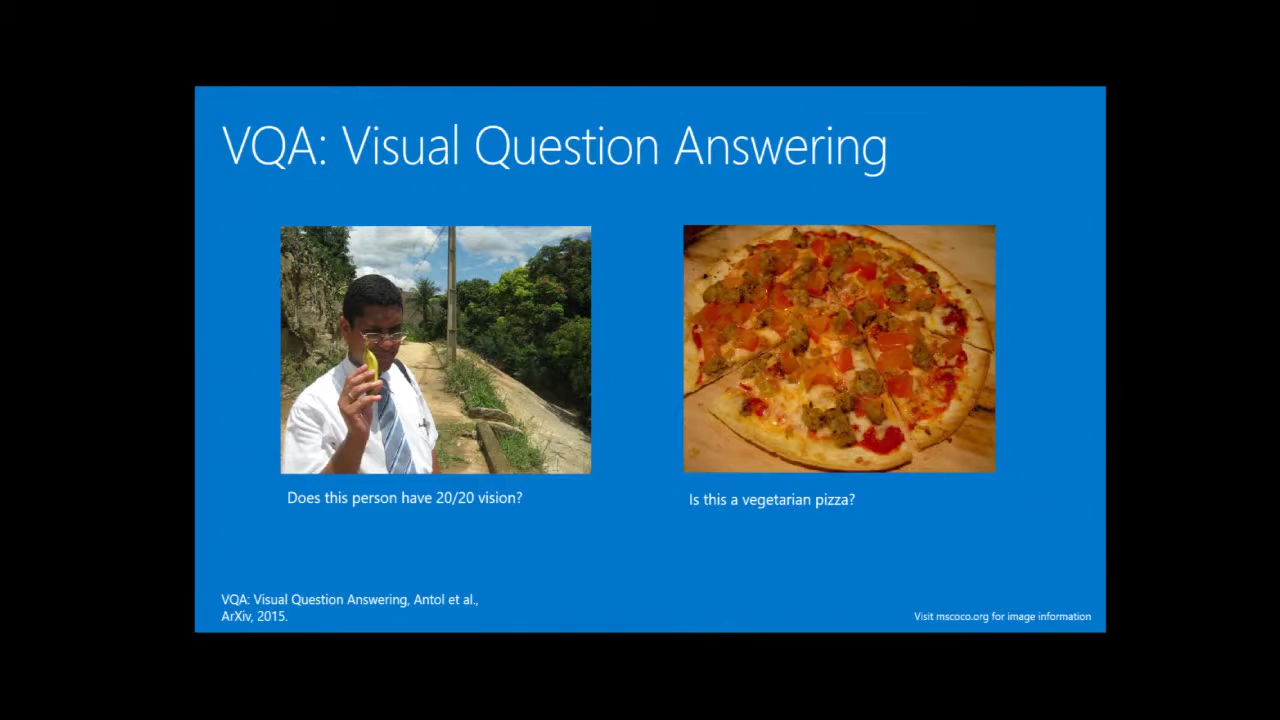 VQA: Visual Question Answering
Does this person have 20/20 vision?
Is this a vegetarian pizza?
VQA: Visual Question Answering, Antol et al.,
ArXiv, 2015.
Visit mscoco.org for image information